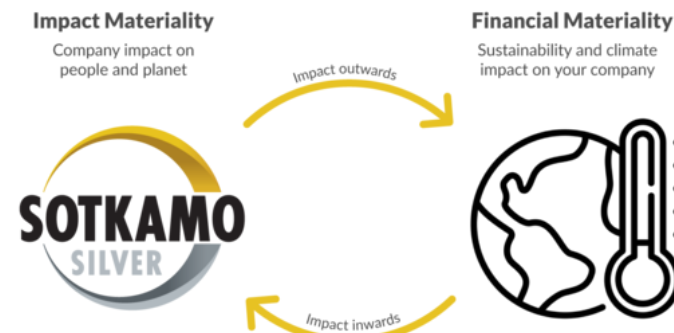 Impact Materiality
Company impact on
people and planet
Financial Materiality
Sustainability and climate
impact on your company
Impact outwards
SOTKAMO
SILVER
Impact inwards